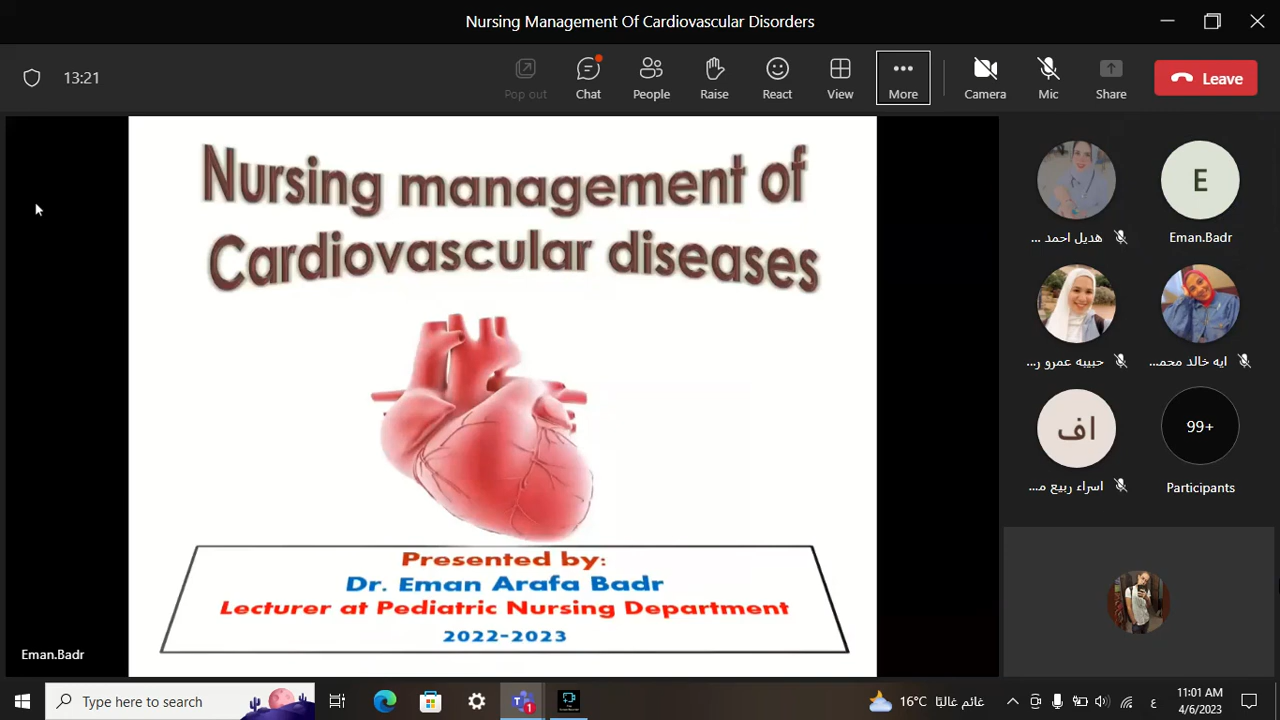 Nursing Management Of Cardiovascular Disorders
13:21
Pop out
Chat
People
Raise
React
View
More
Camera
Mic
Share
Leave
Nursing management of
Cardiovascular diseases
Presented by:
Dr. Eman Arafa Badr
Lecturer at Pediatric Nursing Department
2022-2023
Eman.Badr
هديل احمد ...
E
Eman.Badr
حبيبه عمرو ر...
ايه خالد محمـ...
اف
اسراء ربيع م...
99+
Participants
Type here to search
1
16°C غائم جزئيًا
ع
11:01 AM
4/6/2023